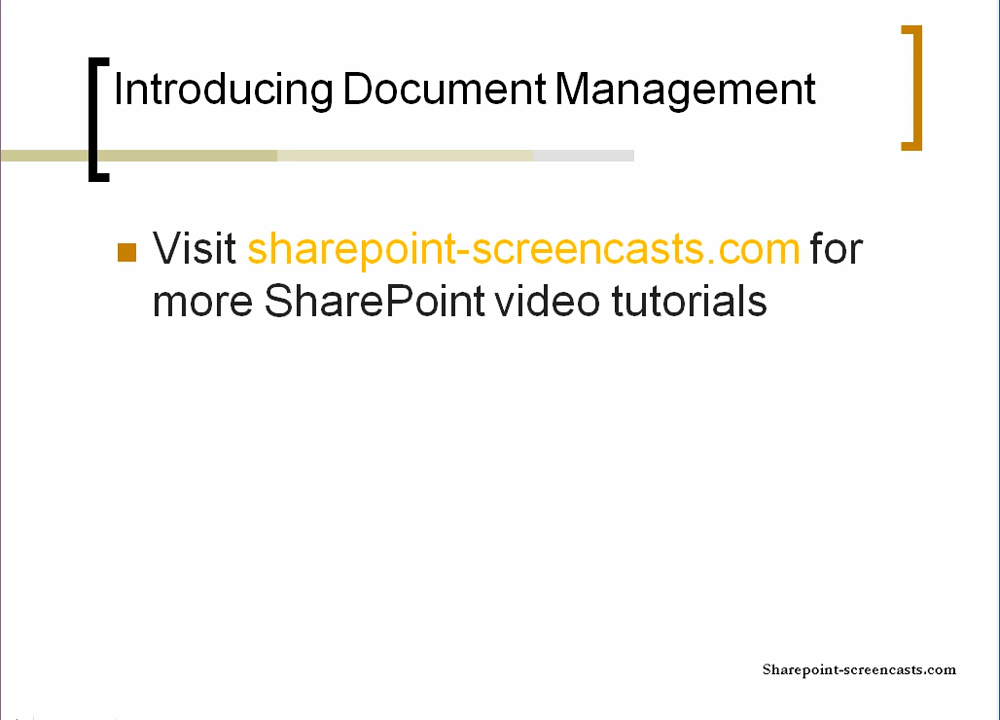 Introducing Document Management
Visit sharepoint-screencasts.com for
more SharePoint video tutorials
Sharepoint-screencasts.com